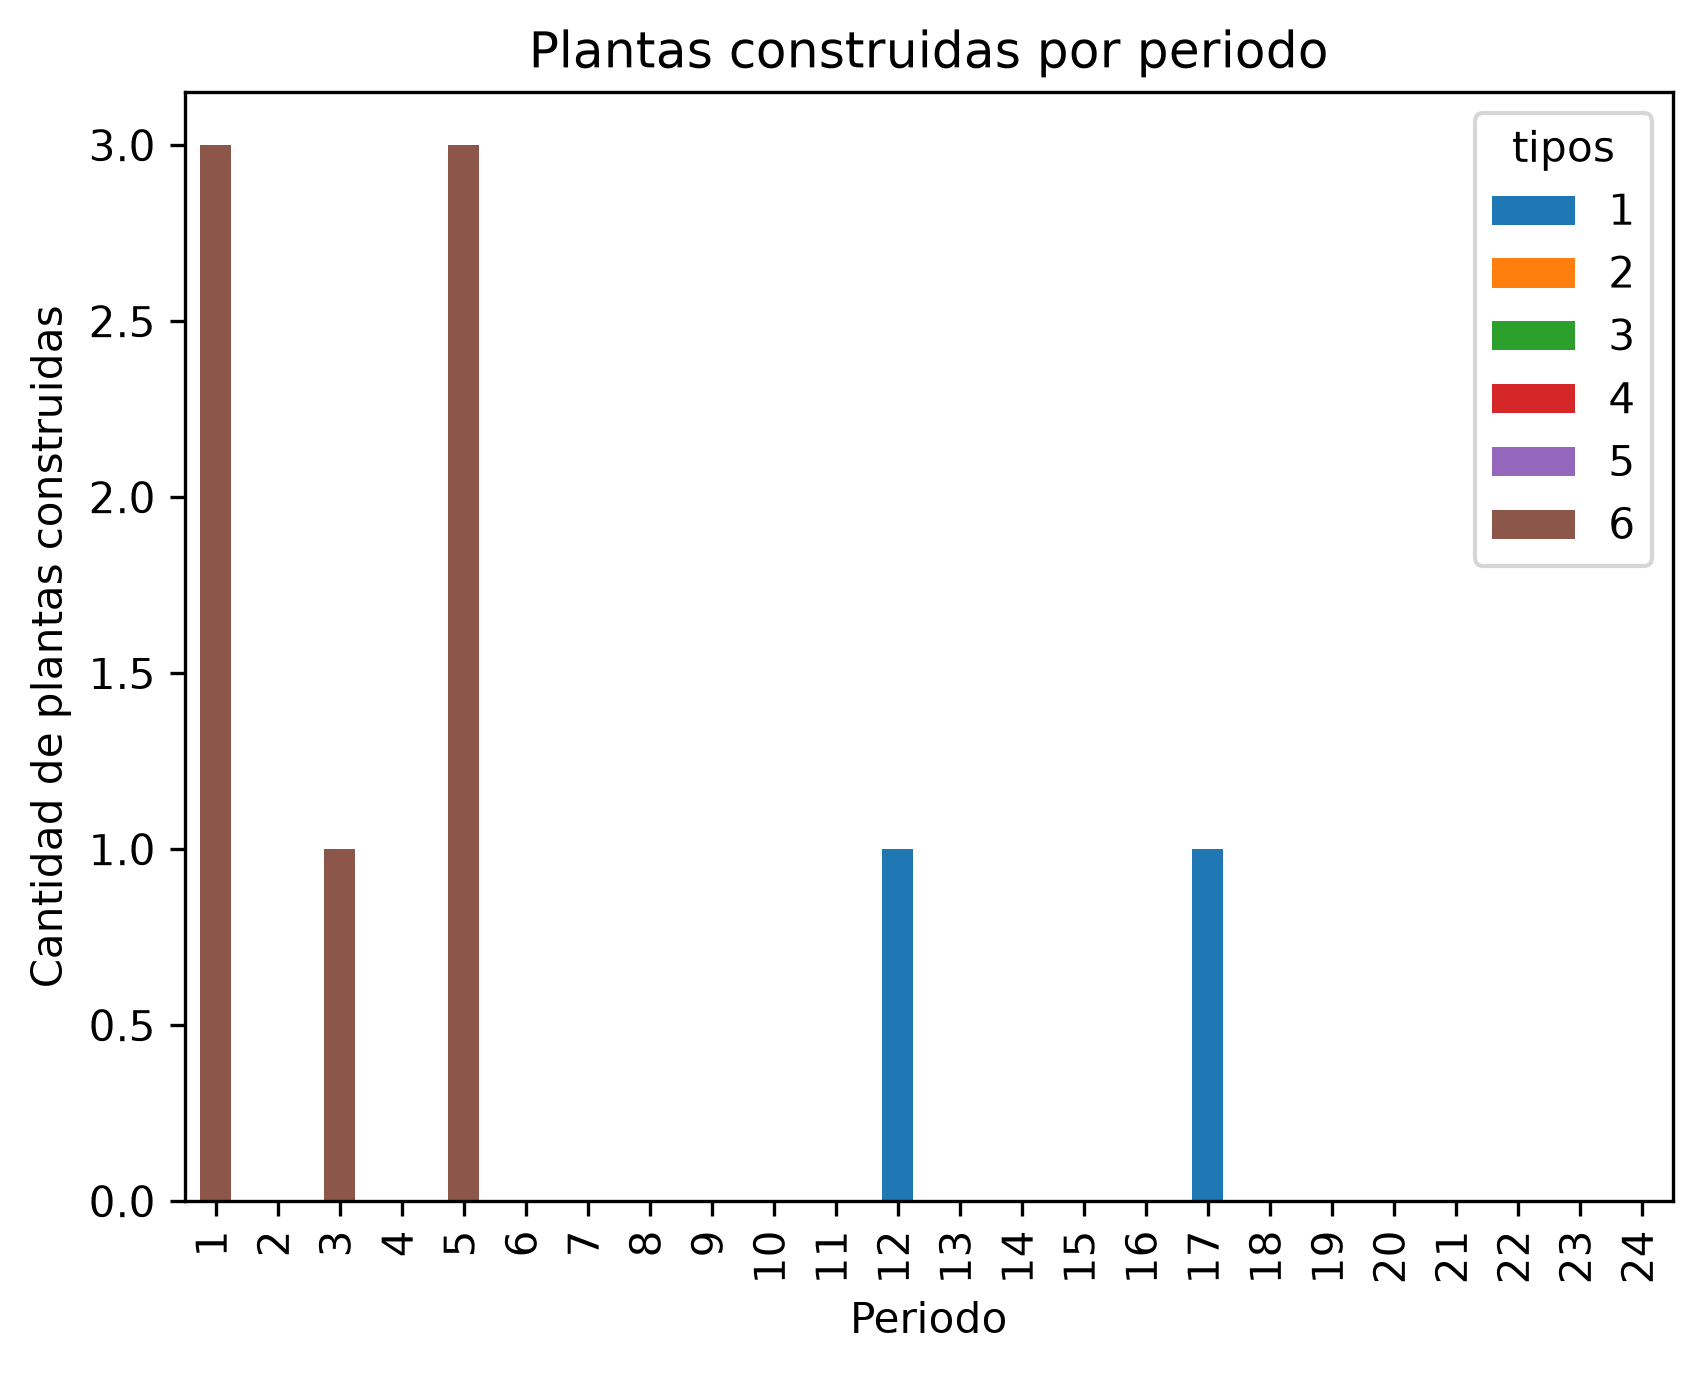 Plantas construidas por periodo
Cantidad de plantas construidas
3.0
2.5
2.0
1.5
1.0
0.5
0.0
tipos
1
2
3
4
5
6
1 2 3 4 5 6 7 8 9 10 11 12 13 14 15 16 17 18 19 20 21 22 23 24
Periodo